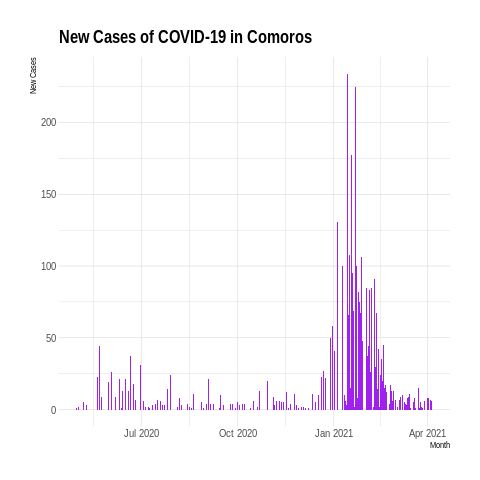 New Cases of COVID-19 in Comoros
New Cases
200
150
100
50
0
Jul 2020
Oct 2020
Jan 2021
Apr 2021
Month